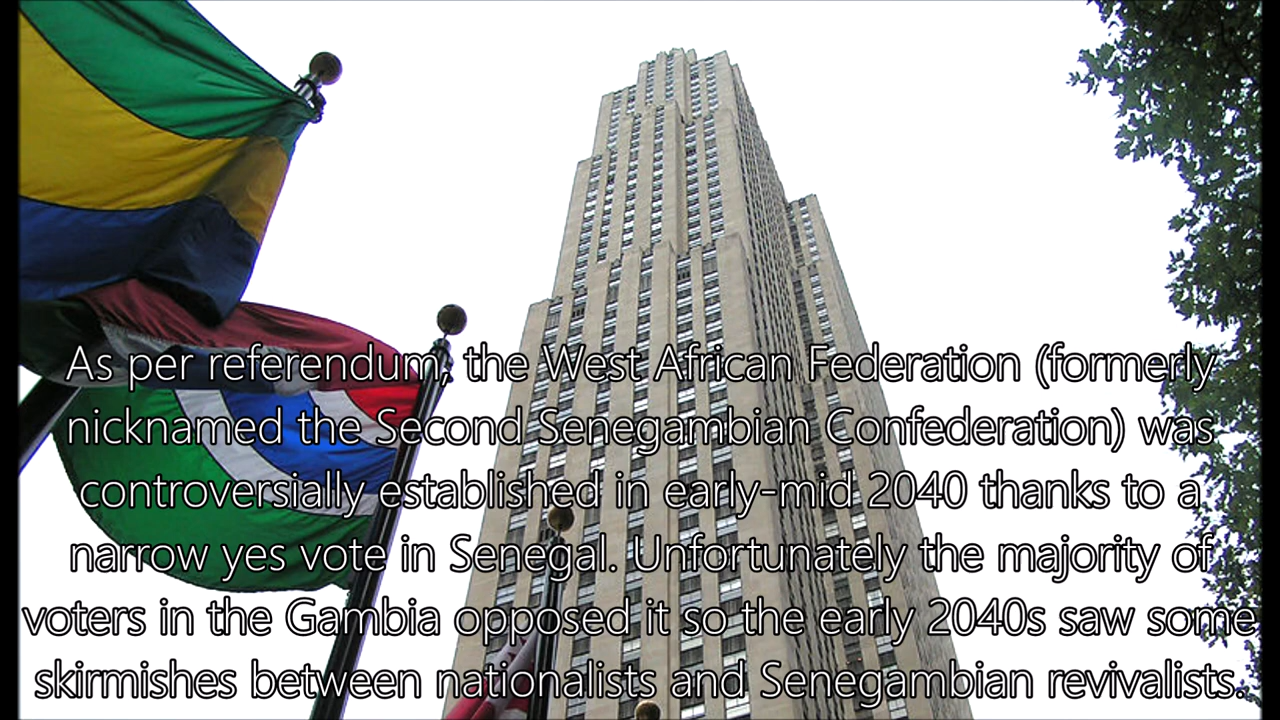 As per referendum, the West African Federation (formerly
nicknamed the Second Senegambian Confederation) was
controversially established in early-mid 2040 thanks to a
narrow yes vote in Senegal. Unfortunately the majority of
voters in the Gambia opposed it so the early 2040s saw some
skirmishes between nationalists and Senegambian revivalists.